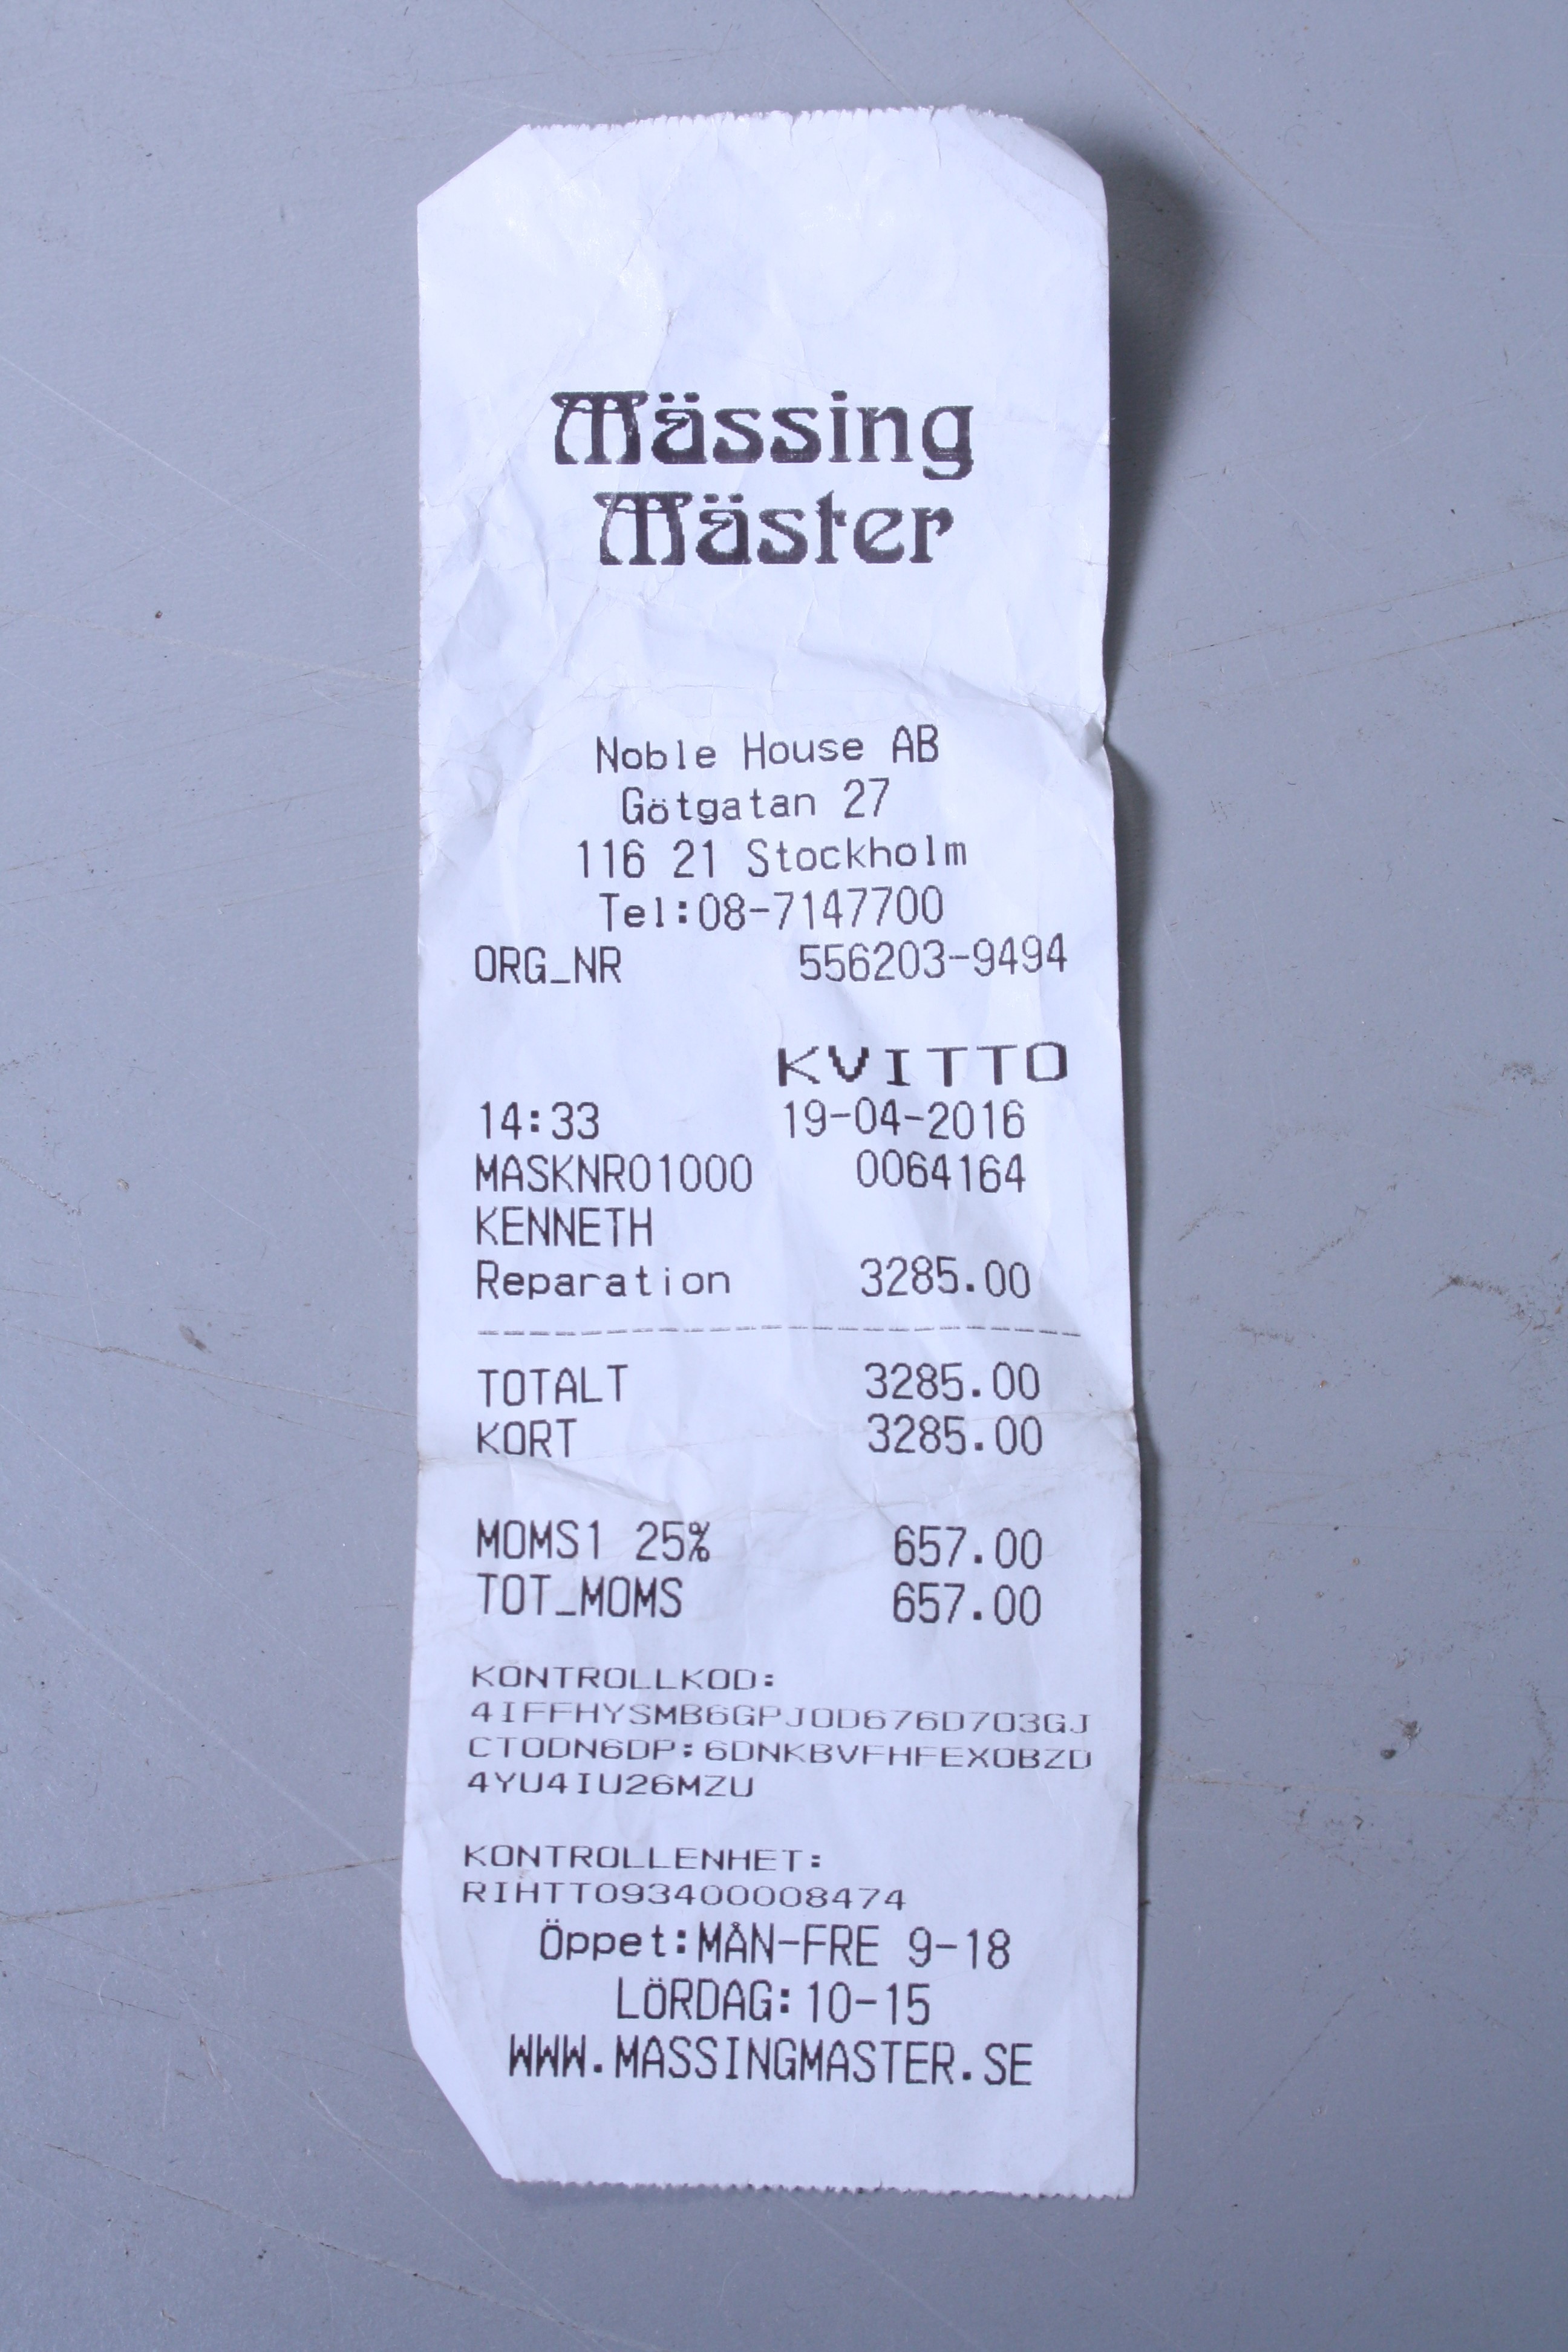 Mässing
Mäster
Noble House AB
Götgatan 27
116 21 Stockholm
Tel:08-7147700
ORG_NR 556203-9494
KVITTO
14:33 19-04-2016
MASKNR01000 0064164
KENNETH
Reparation 3285.00
--------------------------------
TOTALT 3285.00
KORT 3285.00
MOMS1 25% 657.00
TOT_MOMS 657.00
KONTROLLKOD:
4IFFHYSMB6GPJOD676D7O3GJ
CTODN6DP:6DNKBVFHFEXOBZD
4YU4IU26MZU
KONTROLLENHET:
RIHTT093400008474
Öppet:MÅN-FRE 9-18
LÖRDAG:10-15
WWW.MASSINGMASTER.SE